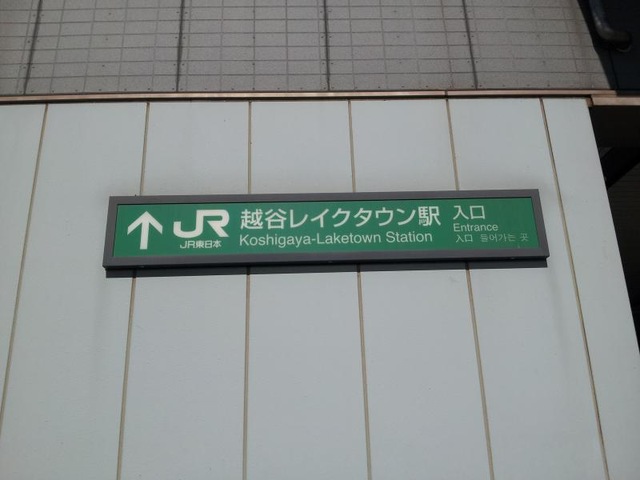 JR 越谷レイクタウン駅 入口
JR東日本 Koshigaya-Laketown Station Entrance
入口 들어가는 곳